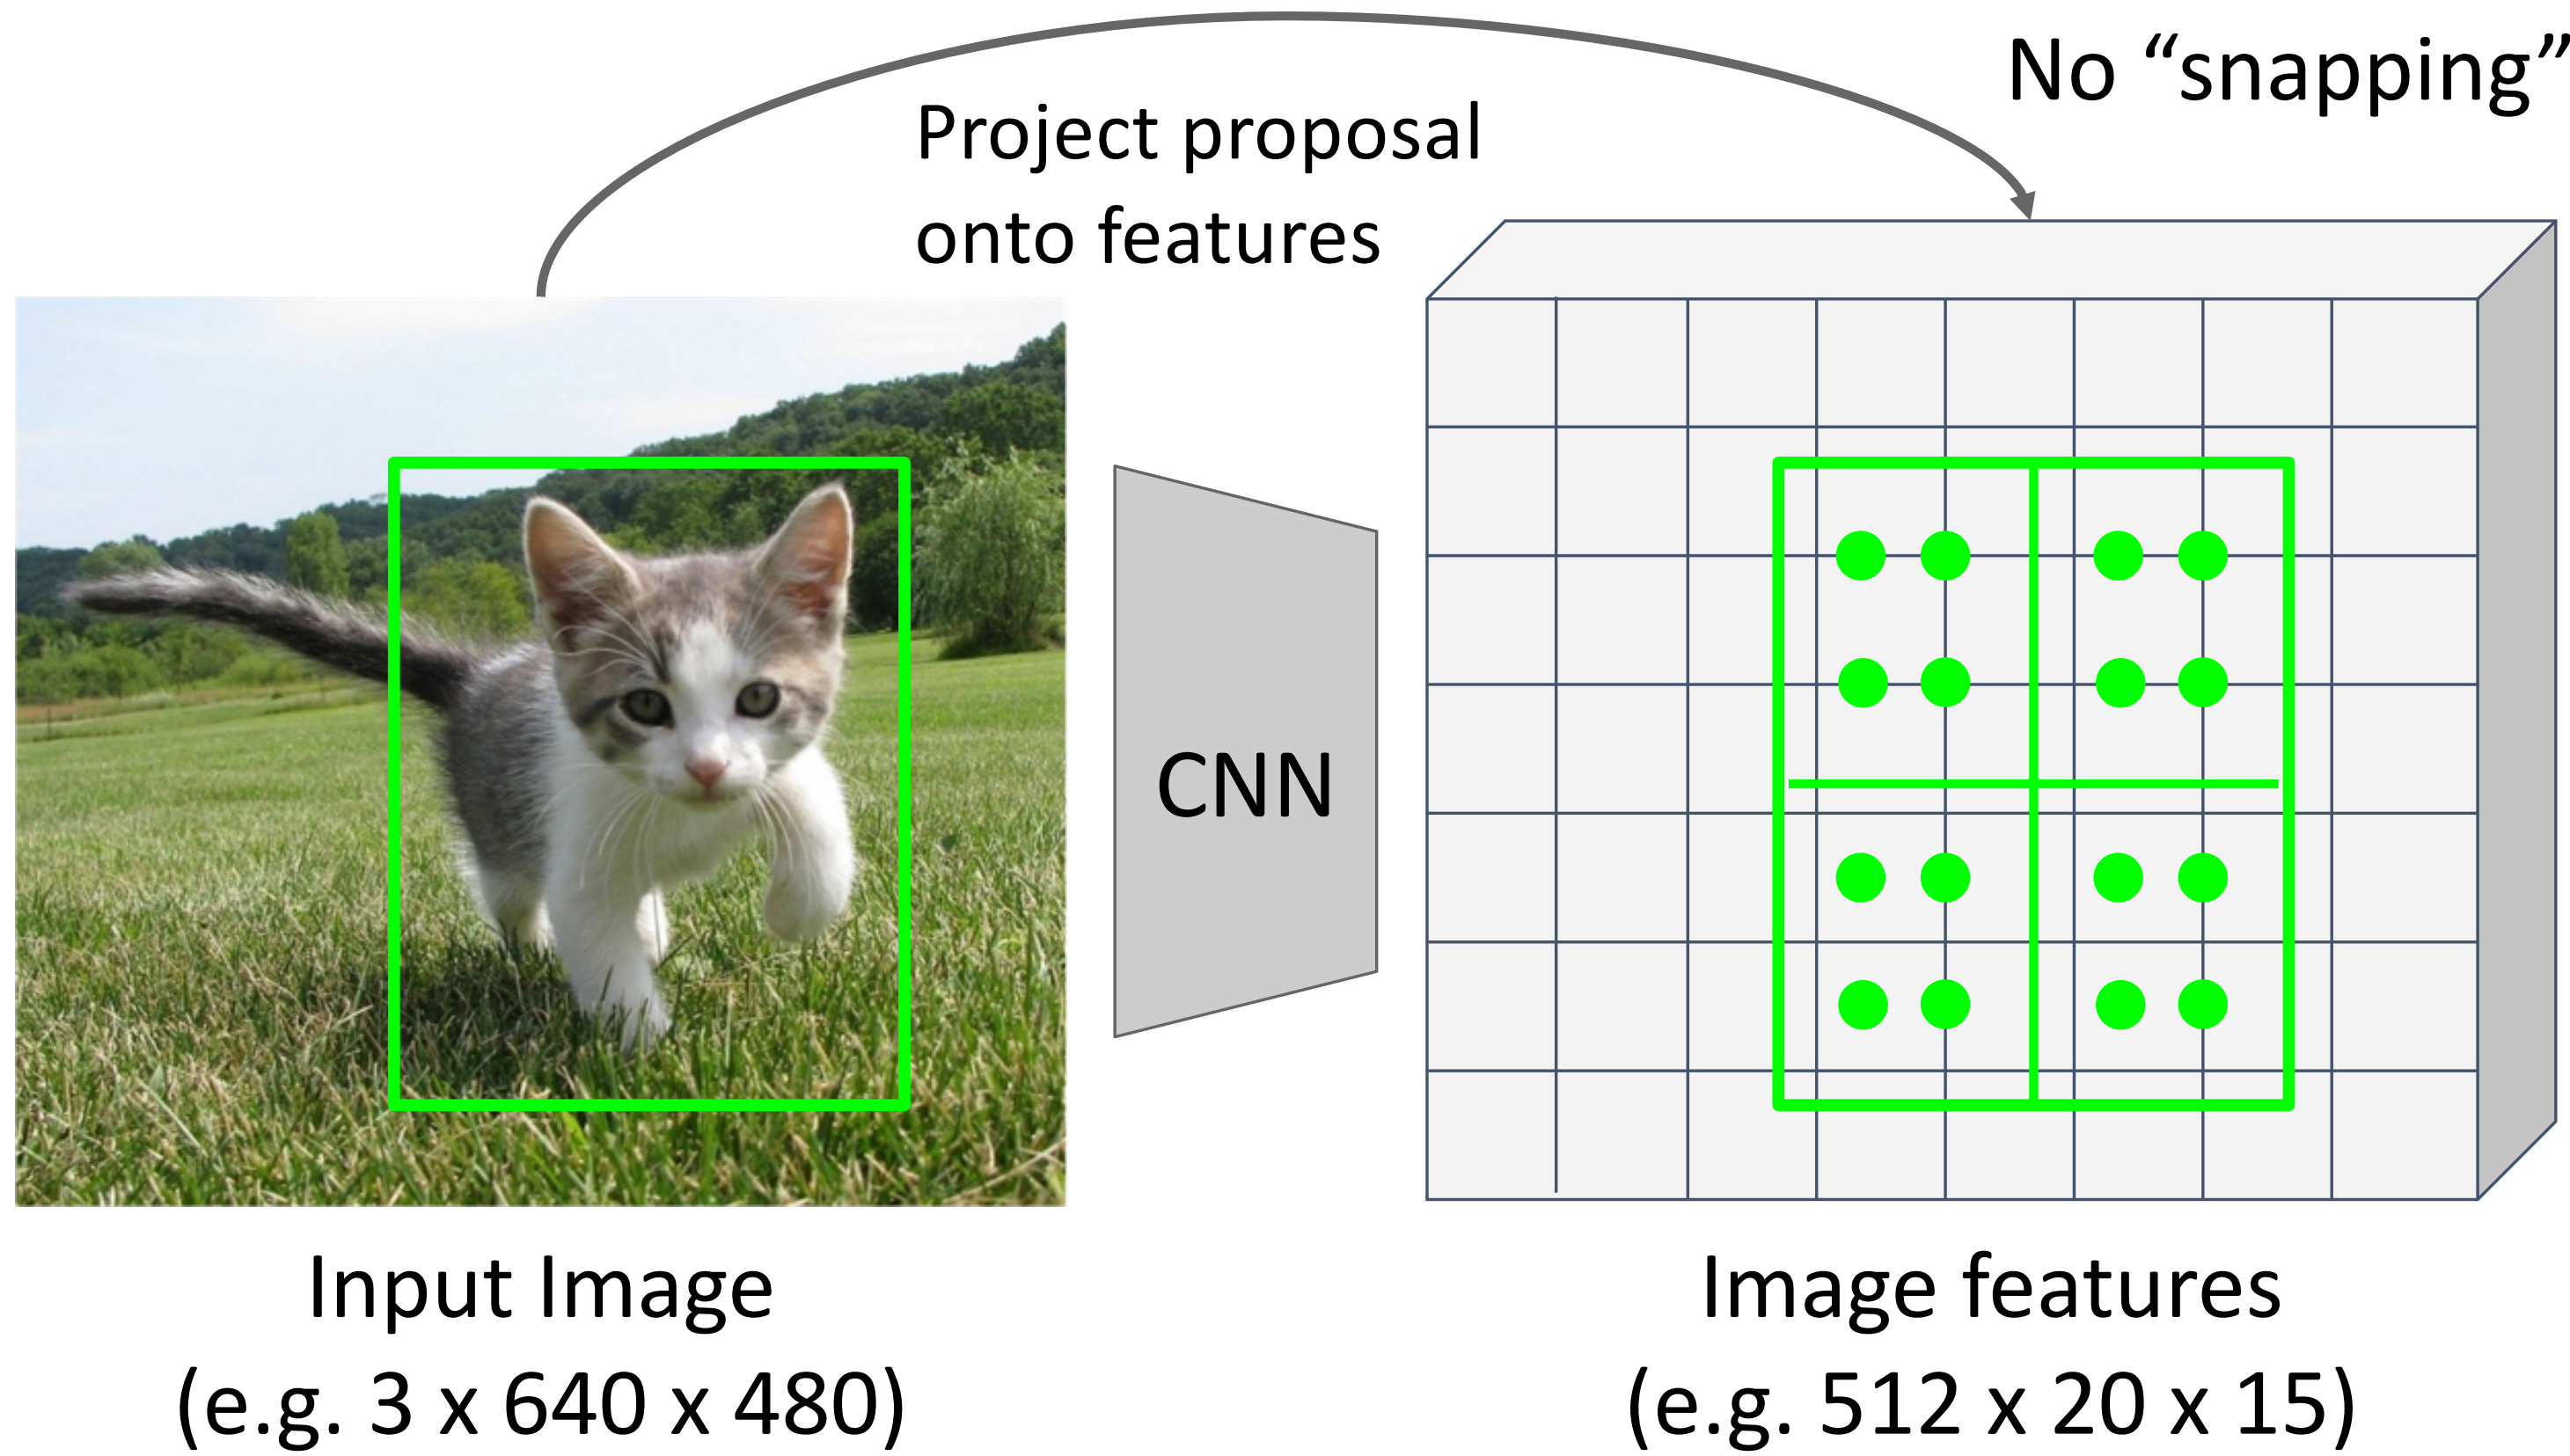 No “snapping”
Project proposal
onto features
CNN
Input Image
(e.g. 3 x 640 x 480)
Image features
(e.g. 512 x 20 x 15)